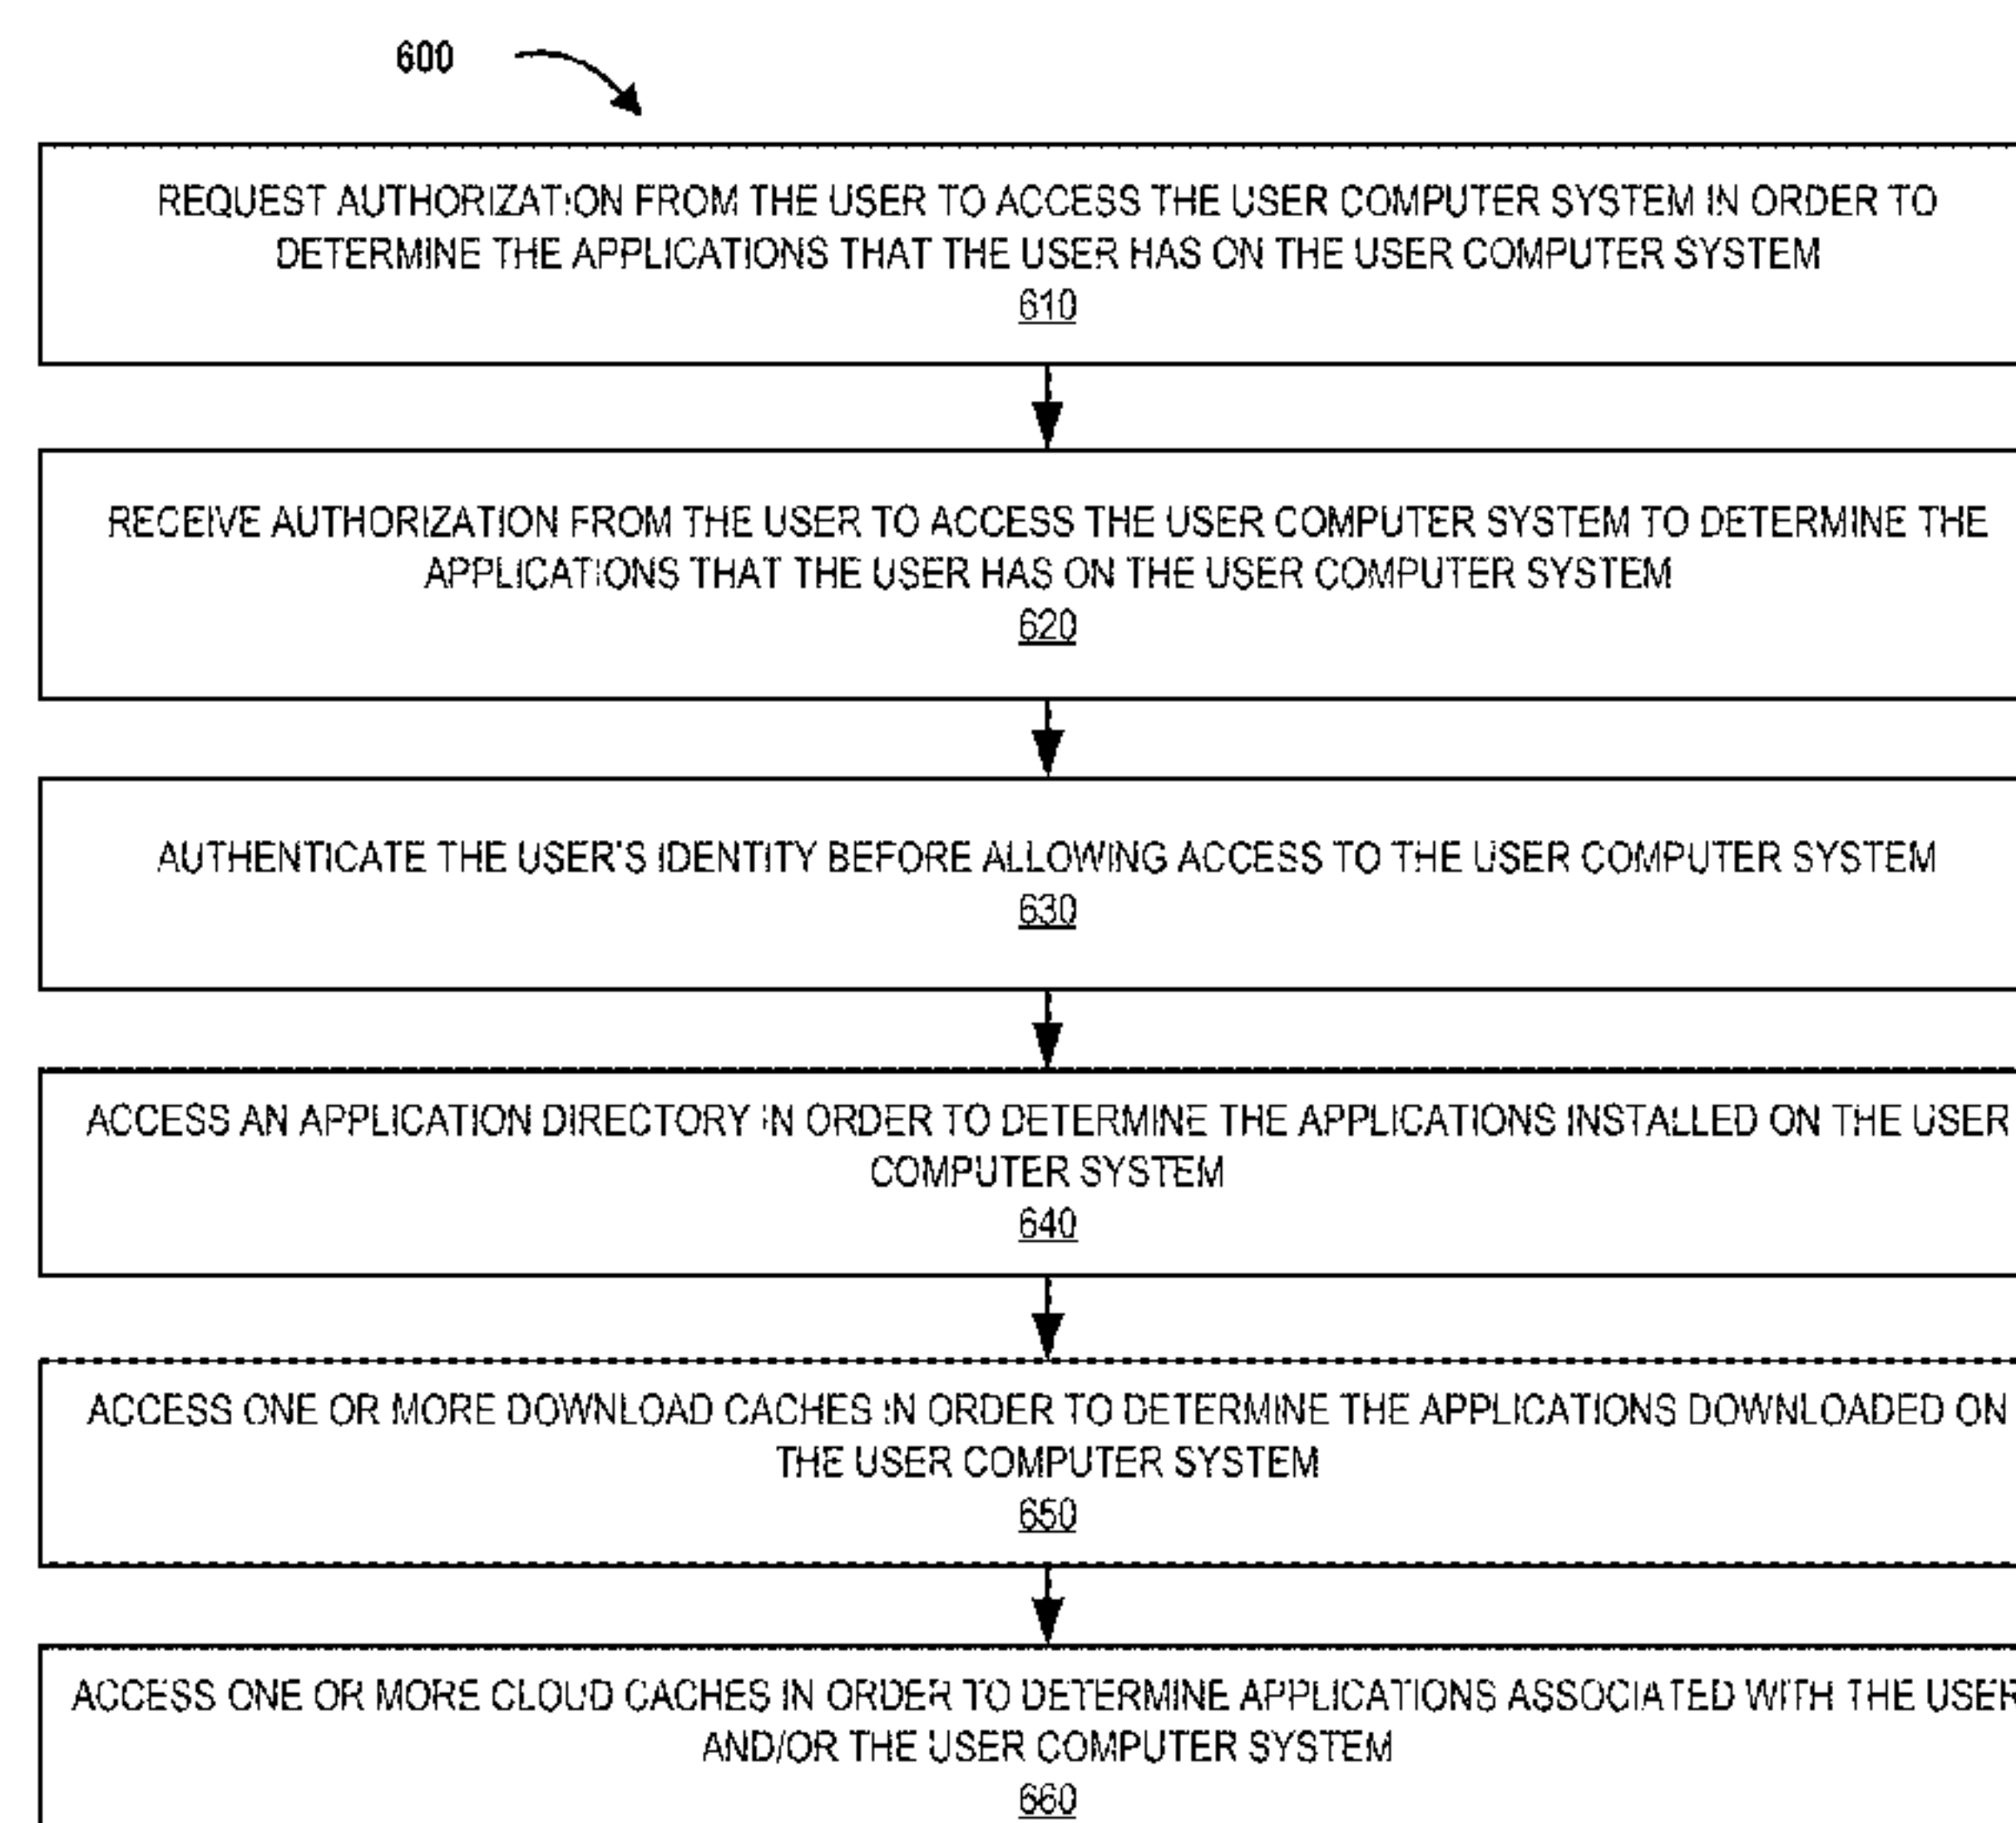 600
REQUEST AUTHORIZATION FROM THE USER TO ACCESS THE USER COMPUTER SYSTEM IN ORDER TO
DETERMINE THE APPLICATIONS THAT THE USER HAS ON THE USER COMPUTER SYSTEM
610
RECEIVE AUTHORIZATION FROM THE USER TO ACCESS THE USER COMPUTER SYSTEM TO DETERMINE THE
APPLICATIONS THAT THE USER HAS ON THE USER COMPUTER SYSTEM
620
AUTHENTICATE THE USER'S IDENTITY BEFORE ALLOWING ACCESS TO THE USER COMPUTER SYSTEM
630
ACCESS AN APPLICATION DIRECTORY IN ORDER TO DETERMINE THE APPLICATIONS INSTALLED ON THE USER
COMPUTER SYSTEM
640
ACCESS ONE OR MORE DOWNLOAD CACHES IN ORDER TO DETERMINE THE APPLICATIONS DOWNLOADED ON
THE USER COMPUTER SYSTEM
650
ACCESS ONE OR MORE CLOUD CACHES IN ORDER TO DETERMINE APPLICATIONS ASSOCIATED WITH THE USER
AND/OR THE USER COMPUTER SYSTEM
660